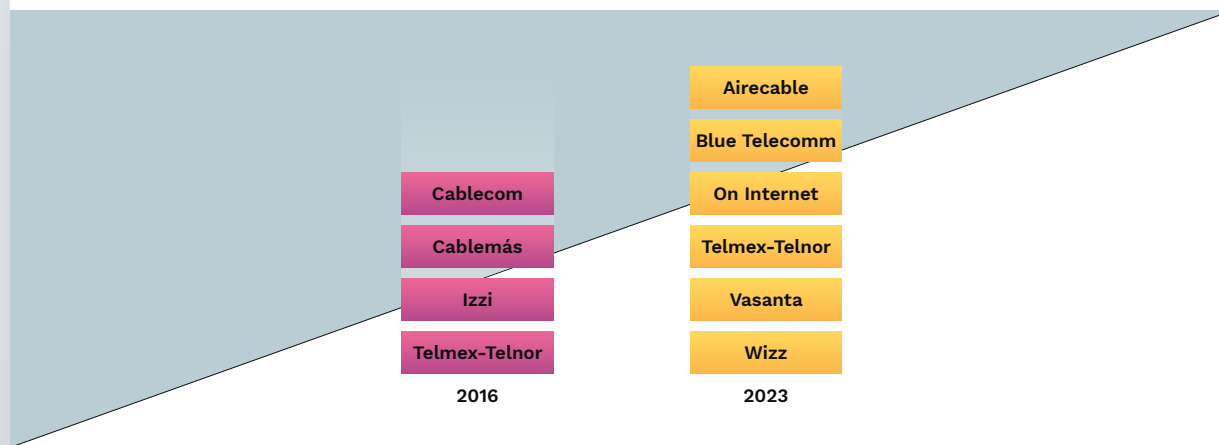 Airecable
Blue Telecomm
Cablecom
On Internet
Cablemás
Telmex-Telnor
Izzi
Vasanta
Telmex-Telnor
Wizz
2016
2023